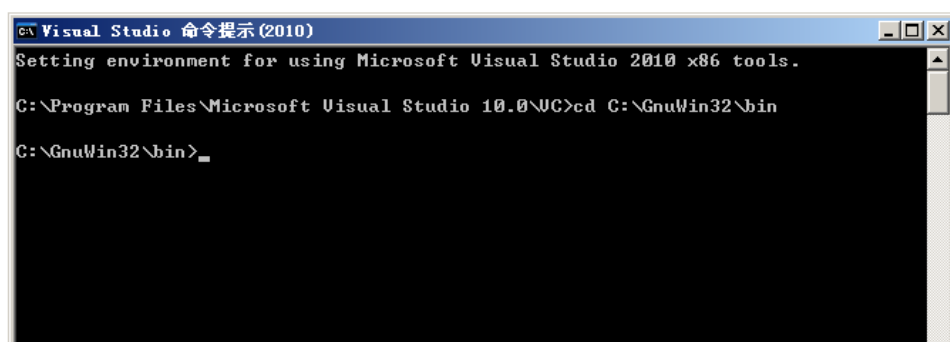 Visual Studio 命令提示(2010)
Setting environment for using Microsoft Visual Studio 2010 x86 tools.
C:\Program Files\Microsoft Visual Studio 10.0\VC>cd C:\GnuWin32\bin
C:\GnuWin32\bin>_